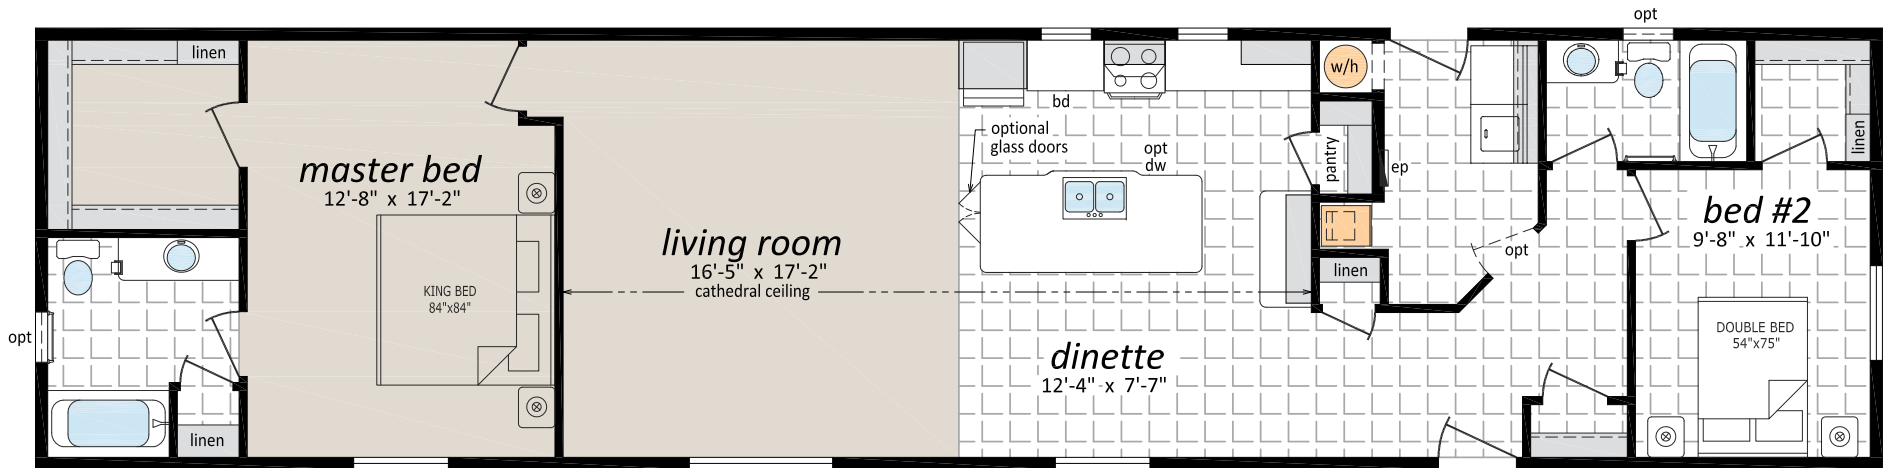 opt
linen
w/h
bd
optional
glass doors
opt
dw
pantry
ep
linen
master bed
12'-8" x 17'-2"
bed #2
9'-8" x 11'-10"
living room
16'-5" x 17'-2"
cathedral ceiling
opt
linen
KING BED
84"x84"
opt
dinette
12'-4" x 7'-7"
DOUBLE BED
54"x75"
linen